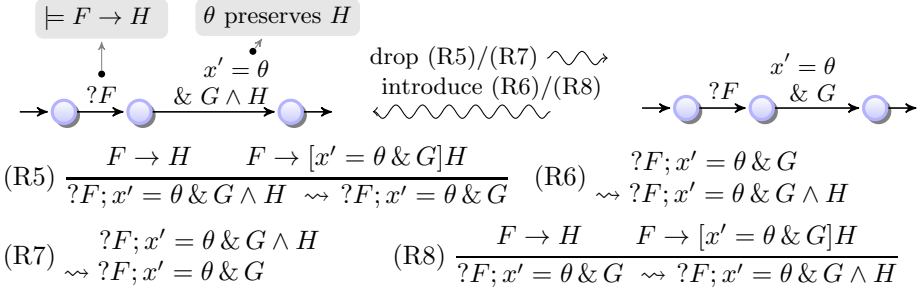 ⊨ F → H θ preserves H
drop (R5)/(R7)
introduce (R6)/(R8)
?F
x′ = θ
& G ∧ H
?F
x′ = θ
& G
(R5) F → H F → [x′ = θ & G]H
?F; x′ = θ & G ∧ H ⇝ ?F; x′ = θ & G
(R6) ?F; x′ = θ & G
⇝ ?F; x′ = θ & G ∧ H
(R7) ?F; x′ = θ & G ∧ H
⇝ ?F; x′ = θ & G
(R8) F → H F → [x′ = θ & G]H
?F; x′ = θ & G ⇝ ?F; x′ = θ & G ∧ H